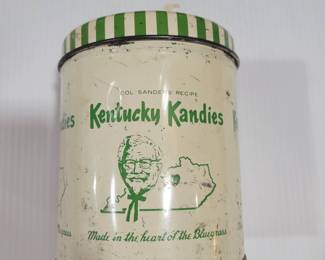 COL. SANDERS' RECIPE
Kentucky Kandies
Made in the heart of the Bluegrass